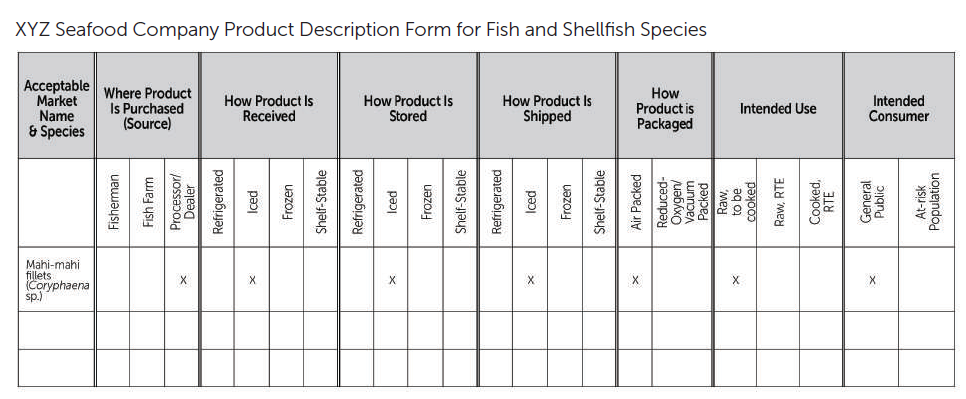 XYZ Seafood Company Product Description Form for Fish and Shellfish Species
Acceptable
Market
Name
& Species
Where Product
Is Purchased
(Source)
How Product Is
Received
How Product Is
Stored
How Product Is
Shipped
How
Product is
Packaged
Intended Use
Intended
Consumer
Fisherman
Fish Farm
Processor/
Dealer
Refrigerated
Iced
Frozen
Shelf-Stable
Refrigerated
Iced
Frozen
Shelf-Stable
Refrigerated
Iced
Frozen
Shelf-Stable
Air Packed
Reduced-
Oxygen/
Vacuum
Packed
Raw,
to be
cooked
Raw, RTE
Cooked,
RTE
General
Public
At-risk
Population
Mahi-mahi
fillets
(Coryphaena
sp.)
X
X
X
X
X
X
X